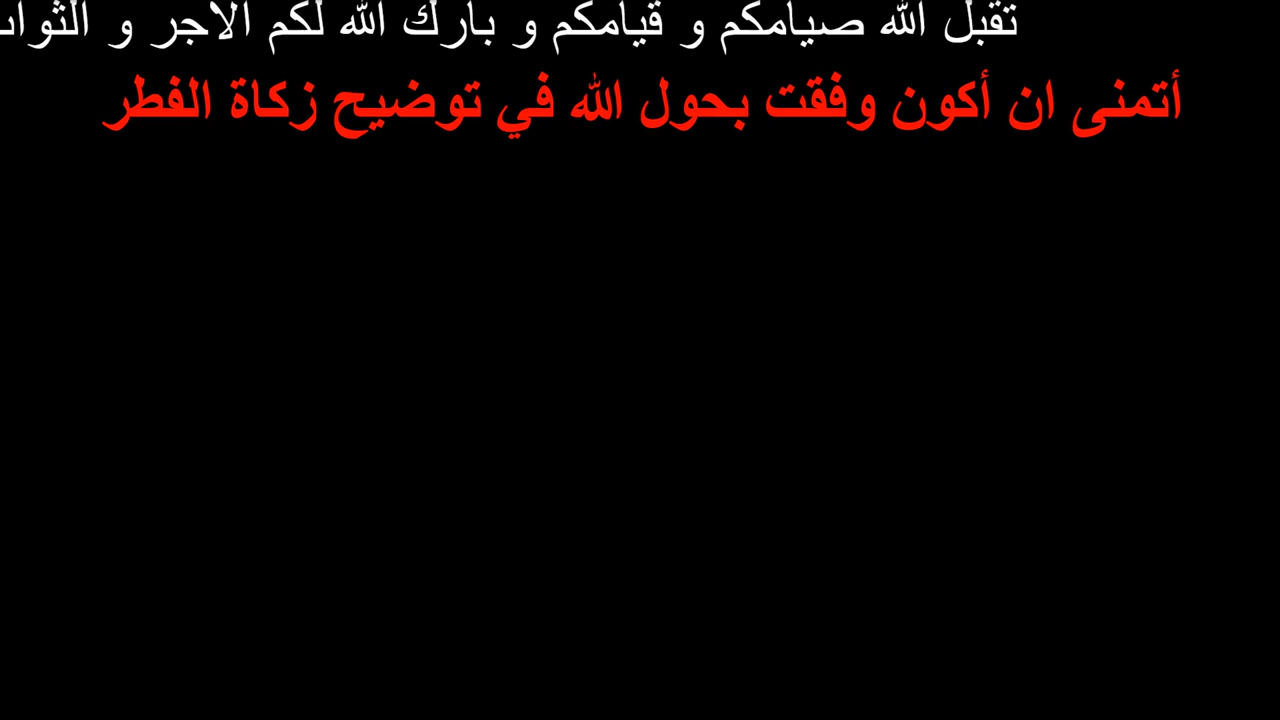 تقبل الله صيامكم و قيامكم و بارك الله لكم الاجر و
أتمنى ان أكون وفقت بحول الله في توضيح زكاة الفطر